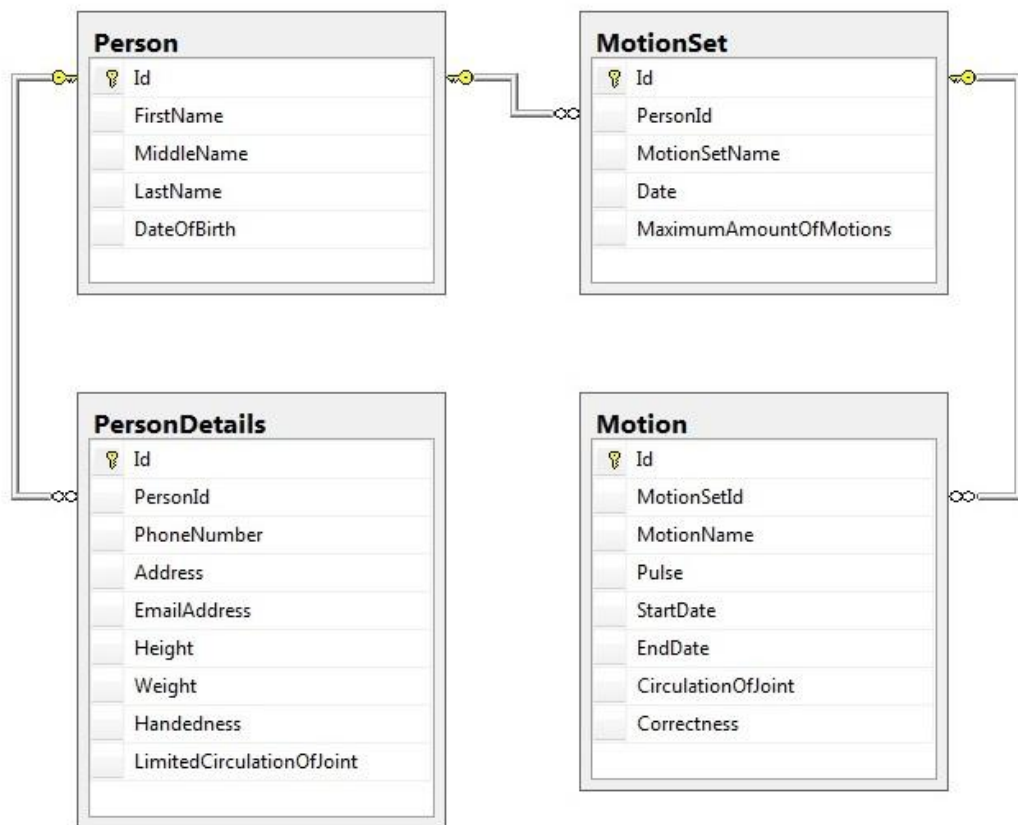 Person
Id
FirstName
MiddleName
LastName
DateOfBirth
MotionSet
Id
PersonId
MotionSetName
Date
MaximumAmountOfMotions
PersonDetails
Id
PersonId
PhoneNumber
Address
EmailAddress
Height
Weight
Handedness
LimitedCirculationOfJoint
Motion
Id
MotionSetId
MotionName
Pulse
StartDate
EndDate
CirculationOfJoint
Correctness